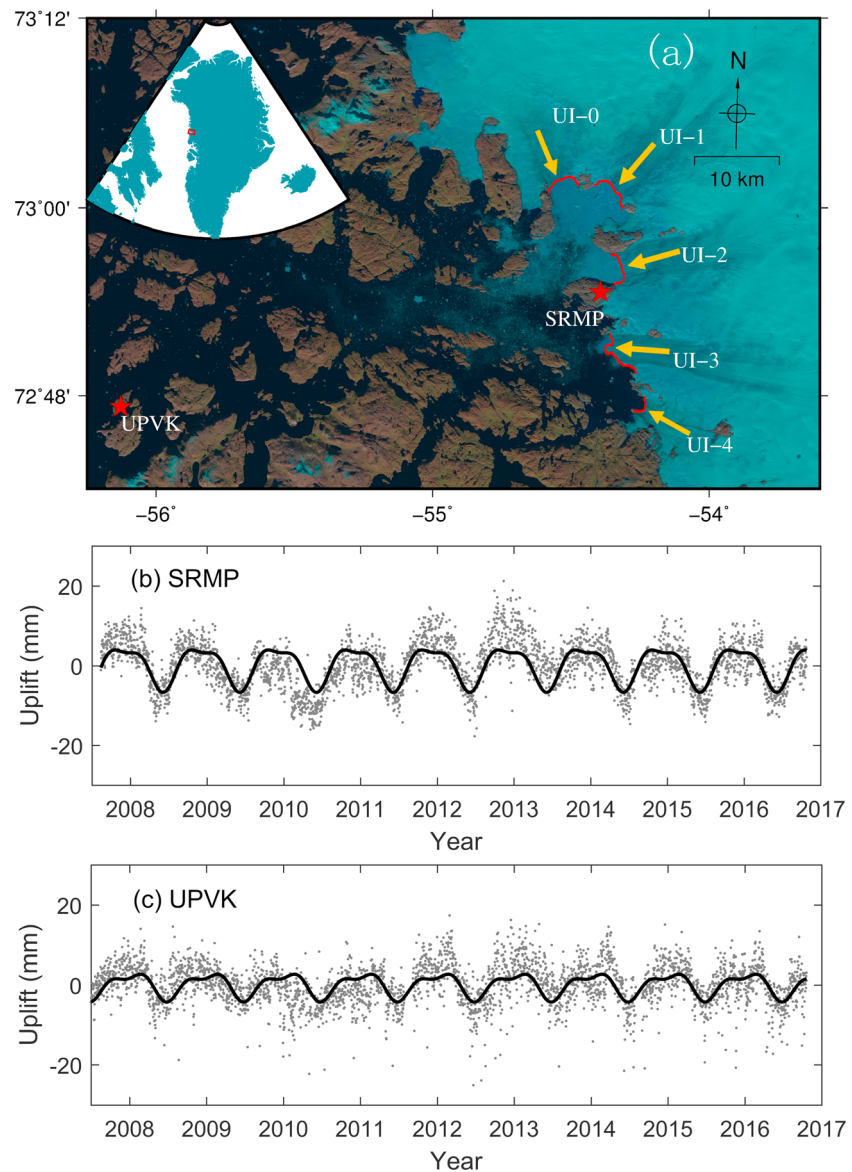 73°12'
(a)
N
UI-0
UI-1
10 km
73°00'
UI-2
SRMP
UI-3
72°48'
UPVK
UI-4
-56°
-55°
-54°
(b) SRMP
20
0
-20
Uplift (mm)
2008 2009 2010 2011 2012 2013 2014 2015 2016 2017
Year
(c) UPVK
20
0
-20
Uplift (mm)
2008 2009 2010 2011 2012 2013 2014 2015 2016 2017
Year